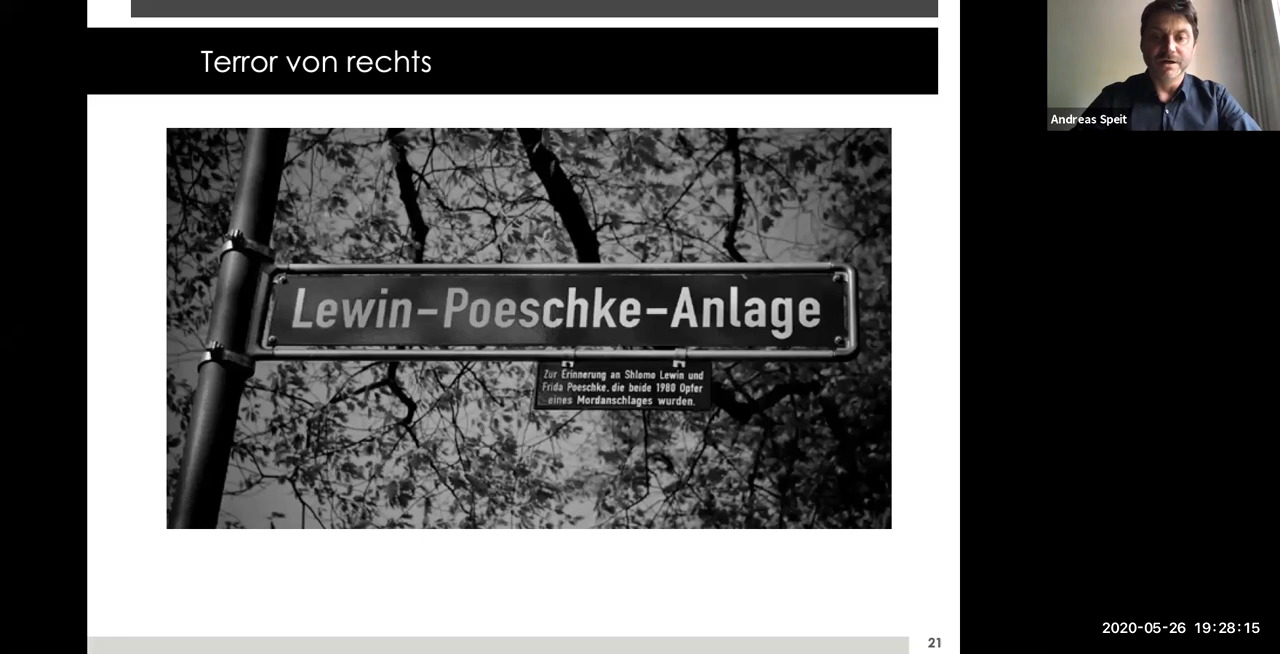 Terror von rechts
Andreas Speit
Lewin-Poeschke-Anlage
Zur Erinnerung an Shlomo Lewin und
Frida Poeschke, die beide 1980 Opfer
eines Mordanschlages wurden.
2020-05-26 19:28:15
21